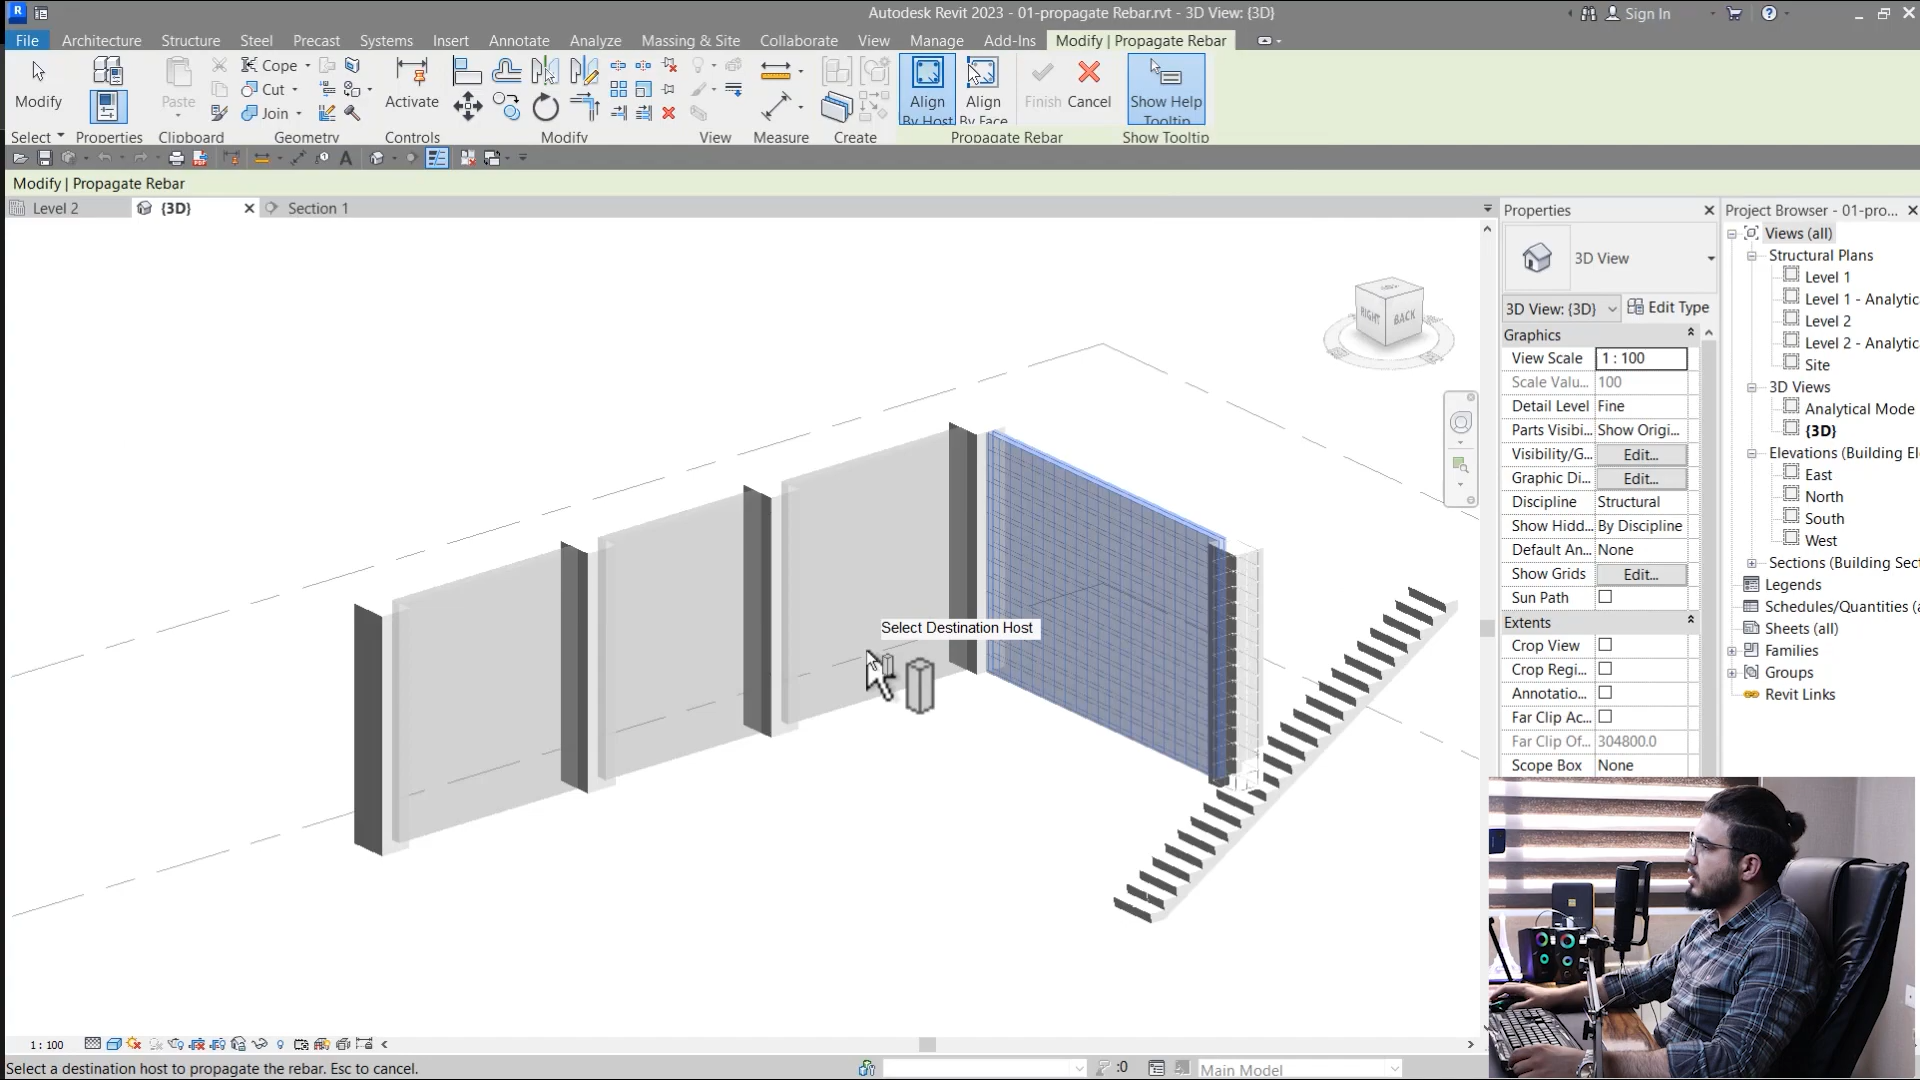 Autodesk Revit 2023 - 01-propagate Rebar.rvt - 3D View: {3D}
Sign In
File Architecture Structure Steel Precast Systems Insert Annotate Analyze Massing & Site Collaborate View Manage Add-Ins Modify | Propagate Rebar
Modify
Paste
Cope
Cut
Join
Activate
Align By Host
Align By Face
Finish
Cancel
Show Help Tooltip
Select Properties Clipboard Geometry Controls Modify View Measure Create Propagate Rebar Show Tooltip
Modify | Propagate Rebar
Level 2 {3D} Section 1
RIGHT BACK
Select Destination Host
Properties
3D View
3D View: {3D} Edit Type
Graphics
View Scale 1 : 100
Scale Valu... 100
Detail Level Fine
Parts Visibi... Show Origi...
Visibility/G... Edit...
Graphic Di... Edit...
Discipline Structural
Show Hidd... By Discipline
Default An... None
Show Grids Edit...
Sun Path
Extents
Crop View
Crop Regi...
Annotatio...
Far Clip Ac...
Far Clip Of... 304800.0
Scope Box None
Project Browser - 01-pro...
Views (all)
Structural Plans
Level 1
Level 1 - Analytic
Level 2
Level 2 - Analytic
Site
3D Views
Analytical Mode
{3D}
Elevations (Building El
East
North
South
West
Sections (Building Sect
Legends
Schedules/Quantities (a
Sheets (all)
Families
Groups
Revit Links
1 : 100
Select a destination host to propagate the rebar. Esc to cancel.
:0
Main Model